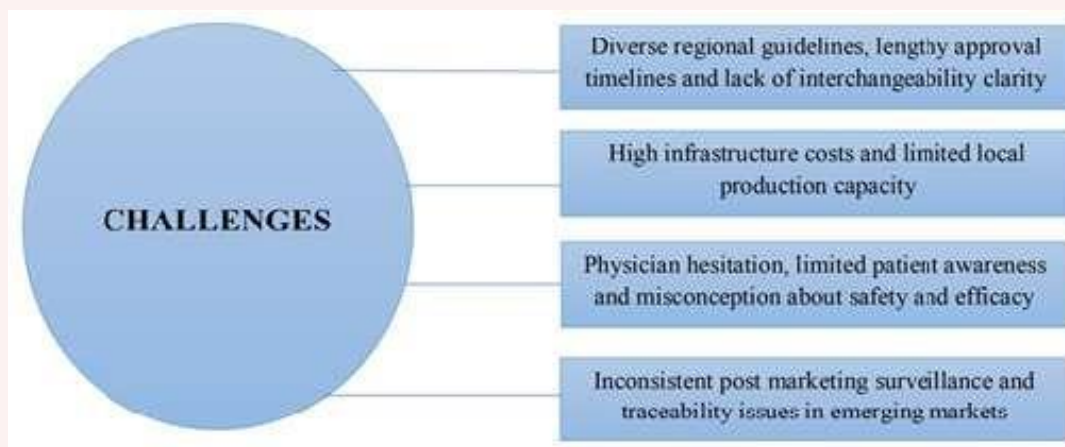 CHALLENGES
Diverse regional guidelines, lengthy approval
timelines and lack of interchangeability clarity
High infrastructure costs and limited local
production capacity
Physician hesitation, limited patient awareness
and misconception about safety and efficacy
Inconsistent post marketing surveillance and
traceability issues in emerging markets